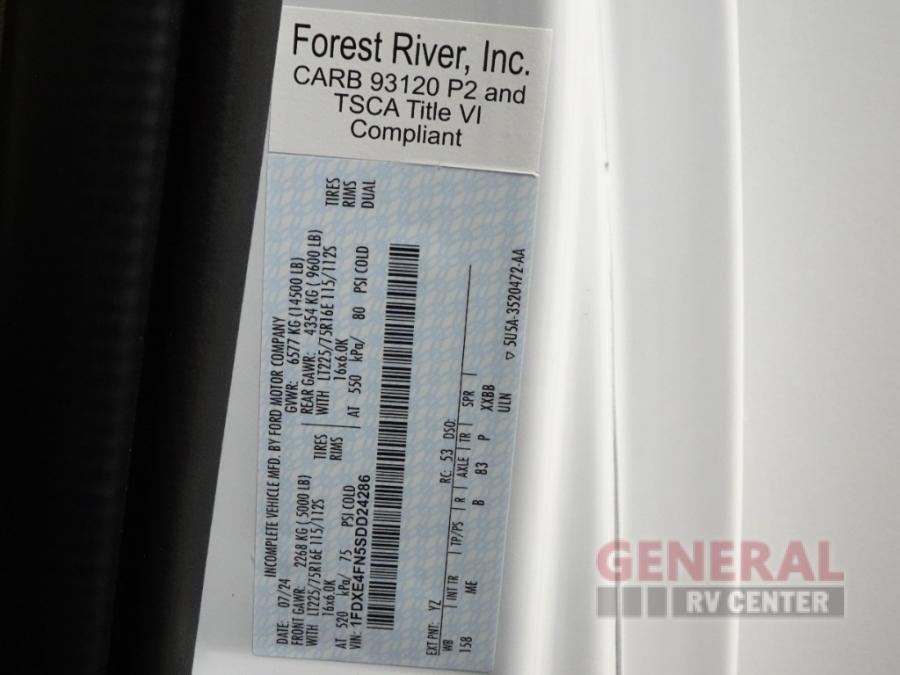 Forest River, Inc.
CARB 93120 P2 and
TSCA Title VI
Compliant
INCOMPLETE VEHICLE MFD. BY FORD MOTOR COMPANY
DATE: 07/24 GVWR: 6577 KG (14500 LB)
FRONT GAWR: 2268 KG (5000 LB) REAR GAWR: 4354 KG (9600 LB)
WITH LT225/75R16E 115/112S TIRES WITH LT225/75R16E 115/112S TIRES
16x6.0K RIMS 16x6.0K RIMS
AT 520 kPa/ 75 PSI COLD AT 550 kPa/ 80 PSI COLD DUAL
VIN: 1FDXE4FN5SDD24286
EXT PNT: YZ RC: 53 DSO:
WB INT TR TP/PS R AXLE TR SPR
158 ME B 83 P XXBB
ULN
▽ 5U5A-3520472-AA
GENERAL
RV CENTER